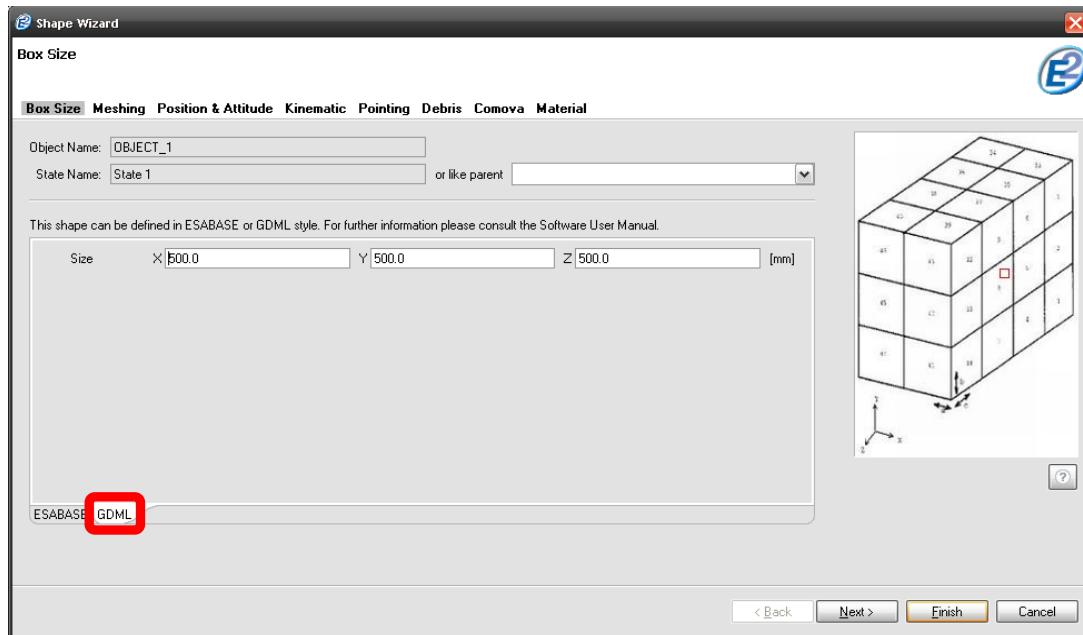 Shape Wizard
Box Size
E2
Box Size Meshing Position & Attitude Kinematic Pointing Debris Comova Material
Object Name: OBJECT_1
State Name: State 1 or like parent
This shape can be defined in ESABASE or GDML style. For further information please consult the Software User Manual.
Size X 500.0 Y 500.0 Z 500.0 [mm]
ESABASE GDML
< Back Next > Finish Cancel